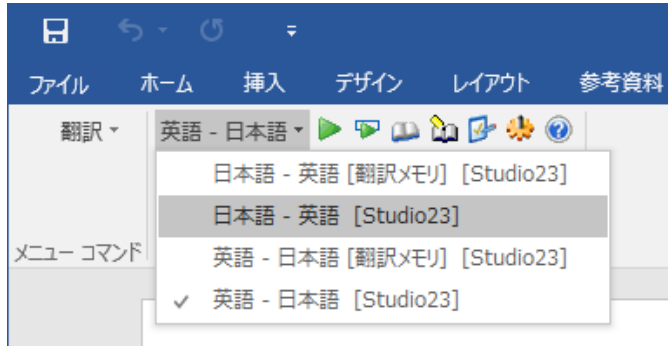 ファイル ホーム 挿入 デザイン レイアウト 参考資料
翻訳 英語 - 日本語
日本語 - 英語 [翻訳メモリ] [Studio23]
日本語 - 英語 [Studio23]
メニュー コマンド
英語 - 日本語 [翻訳メモリ] [Studio23]
英語 - 日本語 [Studio23]